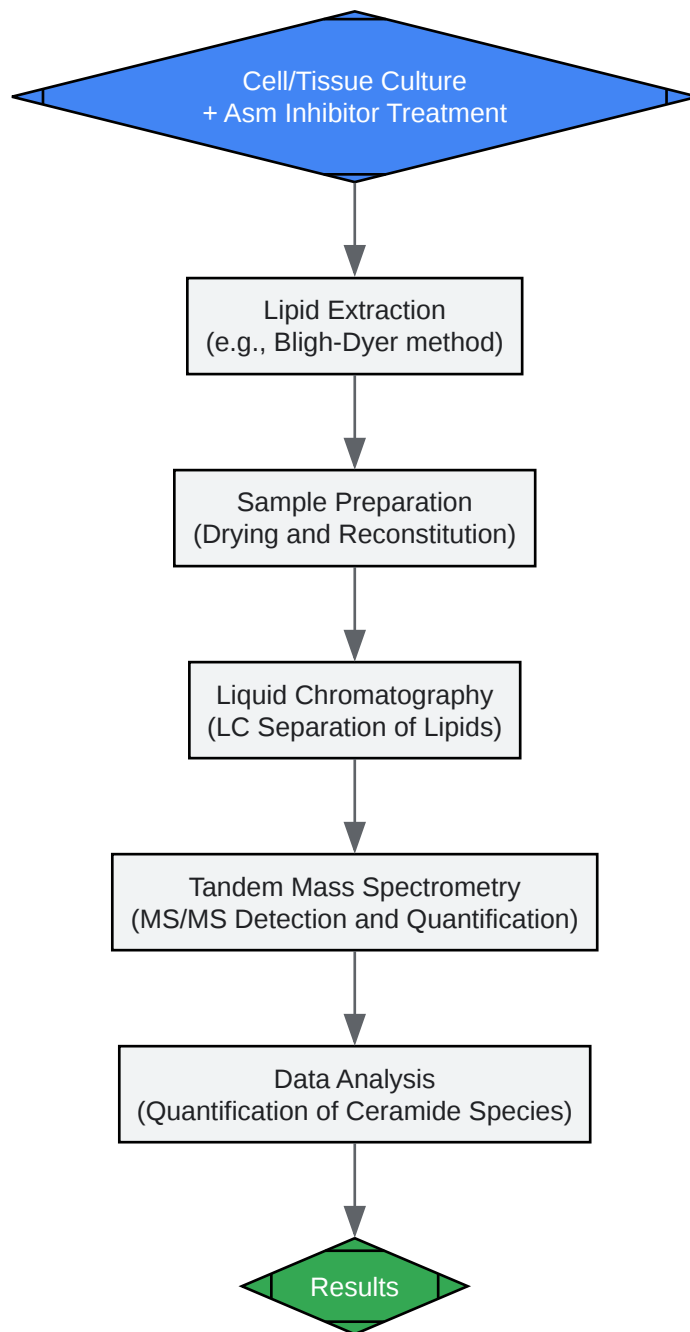 Cell/Tissue Culture
+ Asm Inhibitor Treatment
Lipid Extraction
(e.g., Bligh-Dyer method)
Sample Preparation
(Drying and Reconstitution)
Liquid Chromatography
(LC Separation of Lipids)
Tandem Mass Spectrometry
(MS/MS Detection and Quantification)
Data Analysis
(Quantification of Ceramide Species)
Results